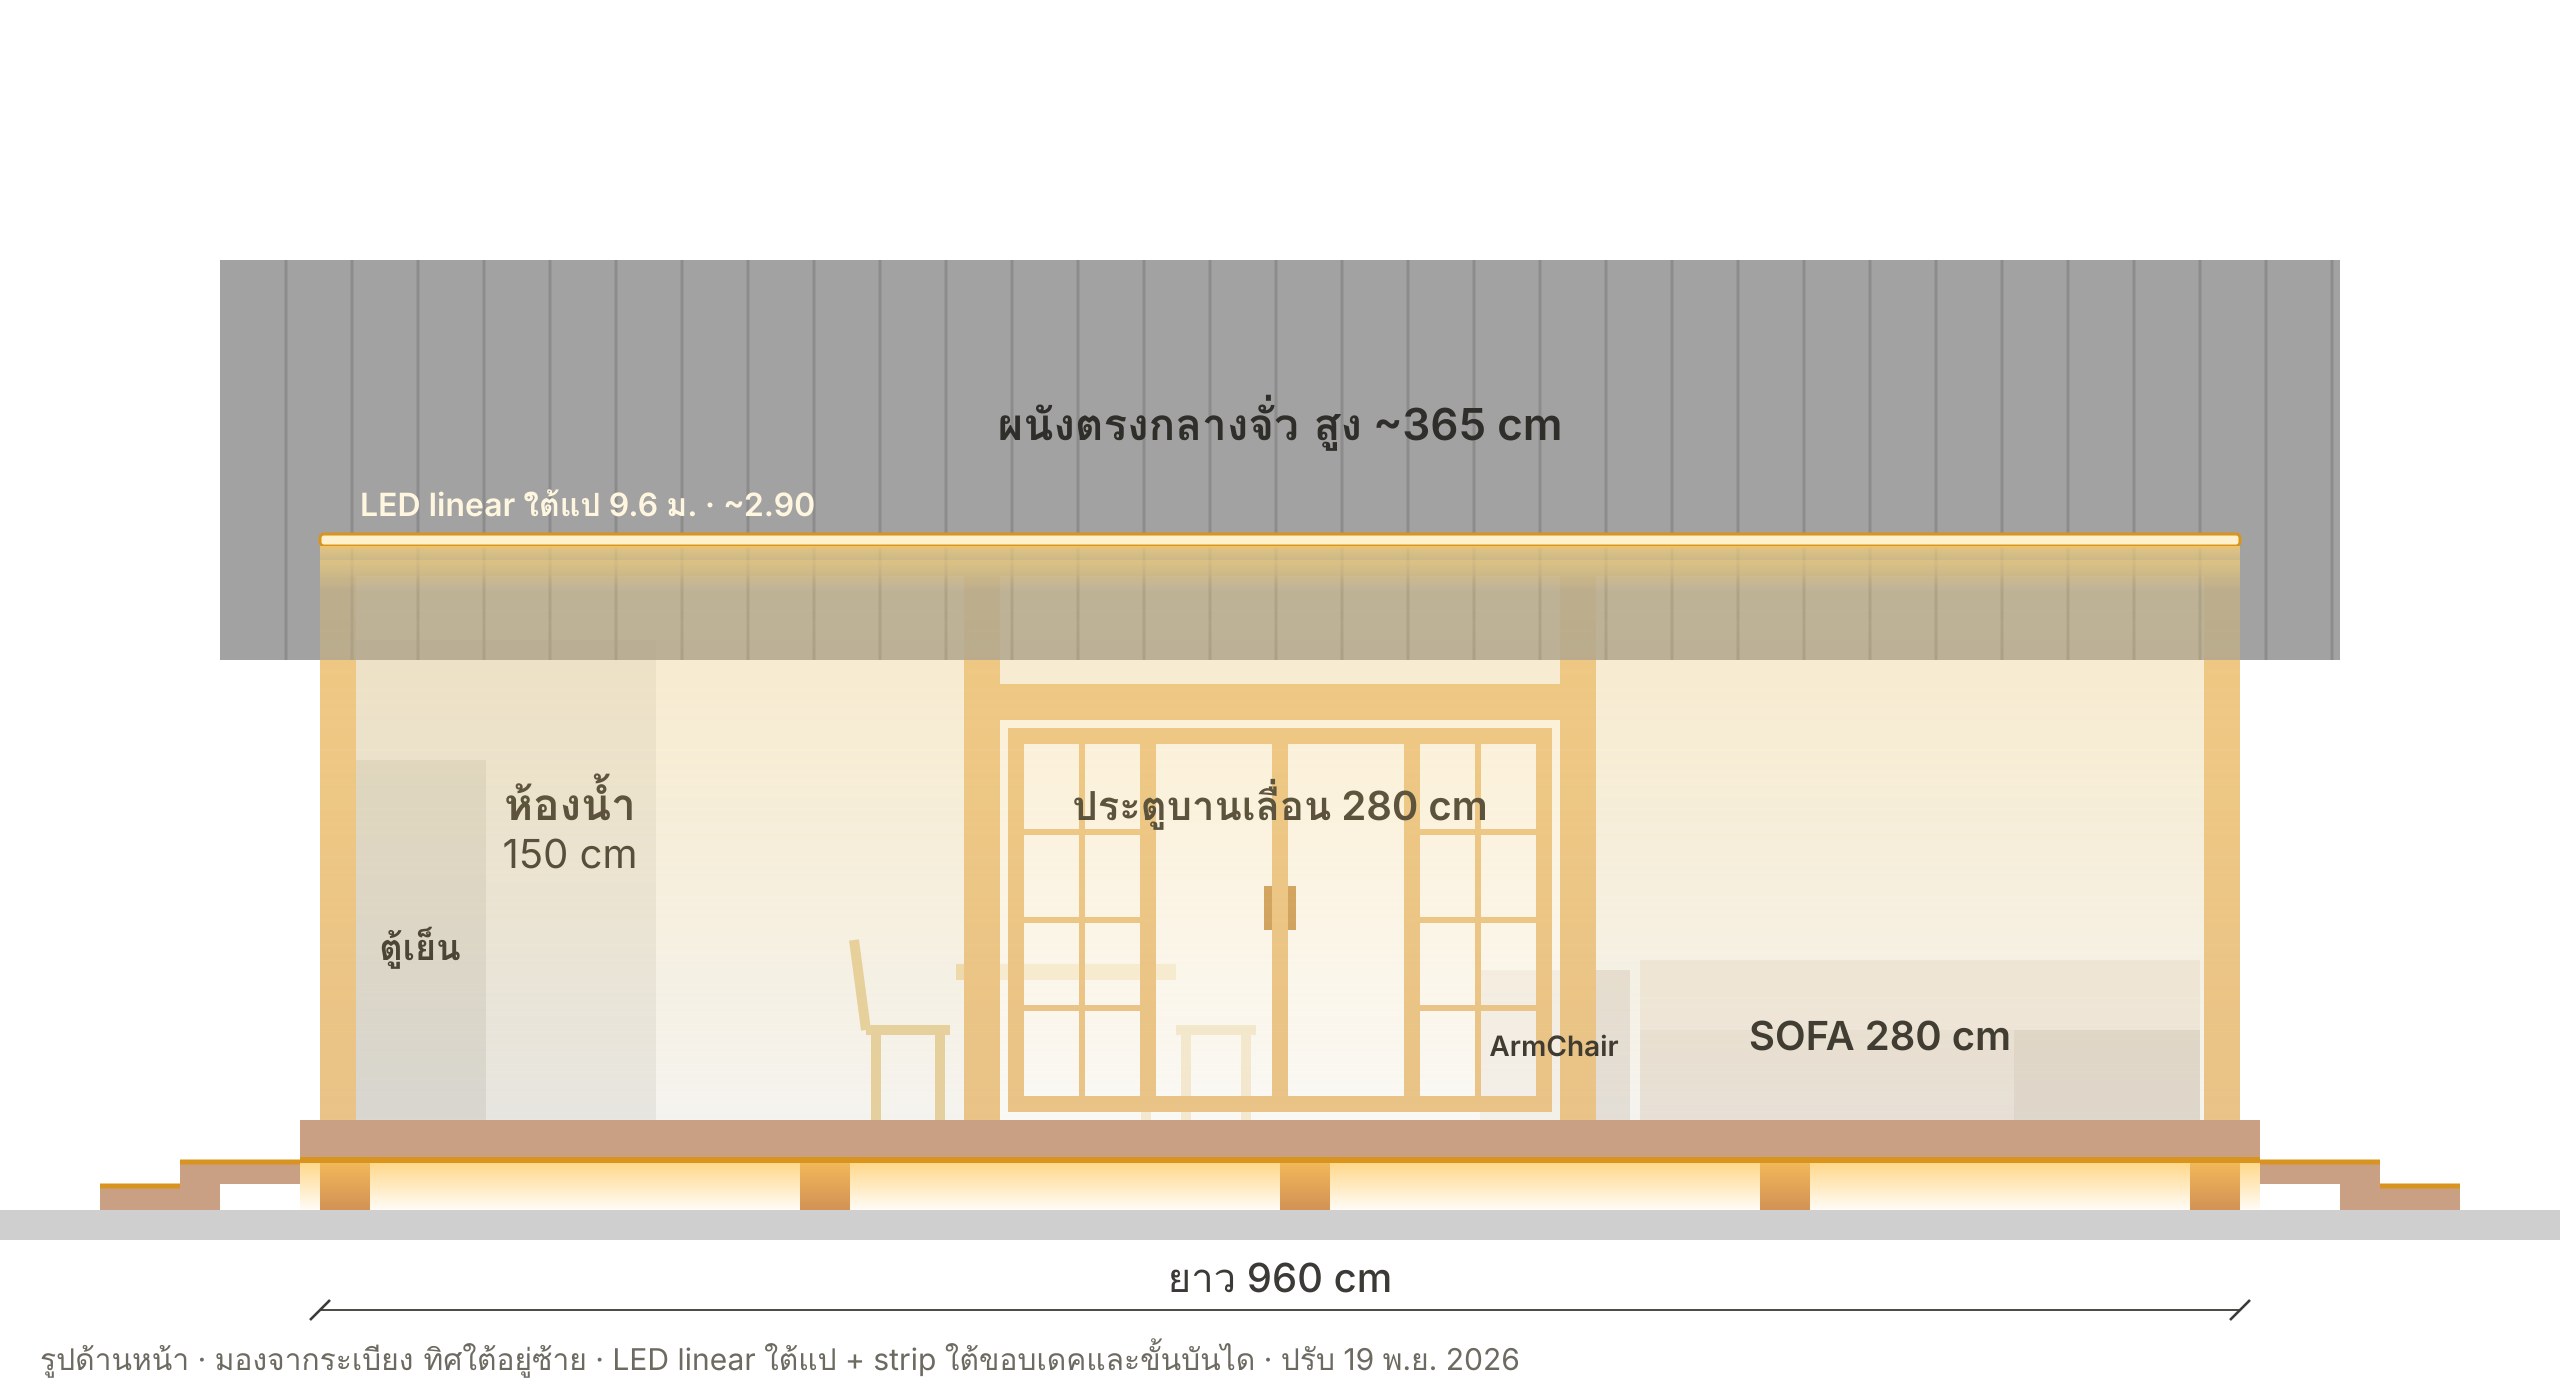 ผนังตรงกลางจั่ว สูง ~365 cm
LED linear ใต้แป 9.6 ม. · ~2.90
ห้องน้ำ
150 cm
ประตูบานเลื่อน 280 cm
ตู้เย็น
ArmChair
SOFA 280 cm
ยาว 960 cm
รูปด้านหน้า · มองจากระเบียง ทิศใต้อยู่ซ้าย · LED linear ใต้แป + strip ใต้ขอบเดคและขั้นบันได · ปรับ 19 พ.ย. 2026